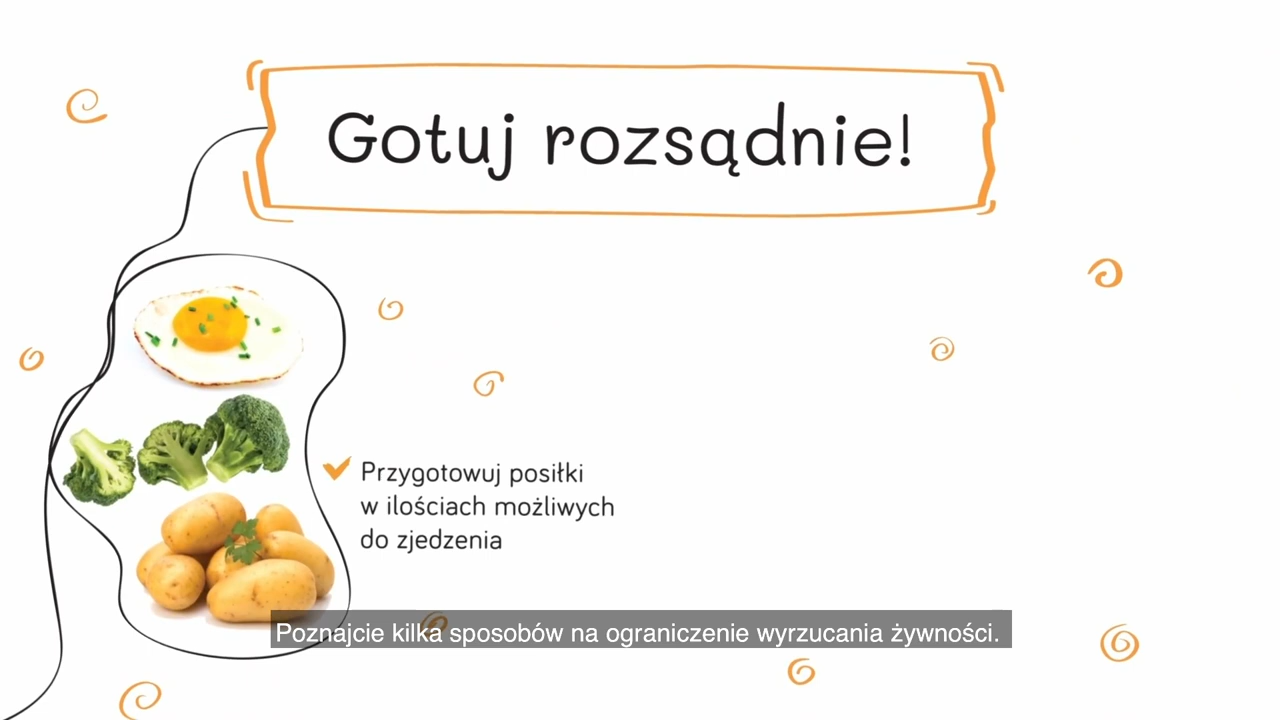 Gotuj rozsądnie!
Przygotowuj posiłki
w ilościach możliwych
do zjedzenia
Poznajcie kilka sposobów na ograniczenie wyrzucania żywności.